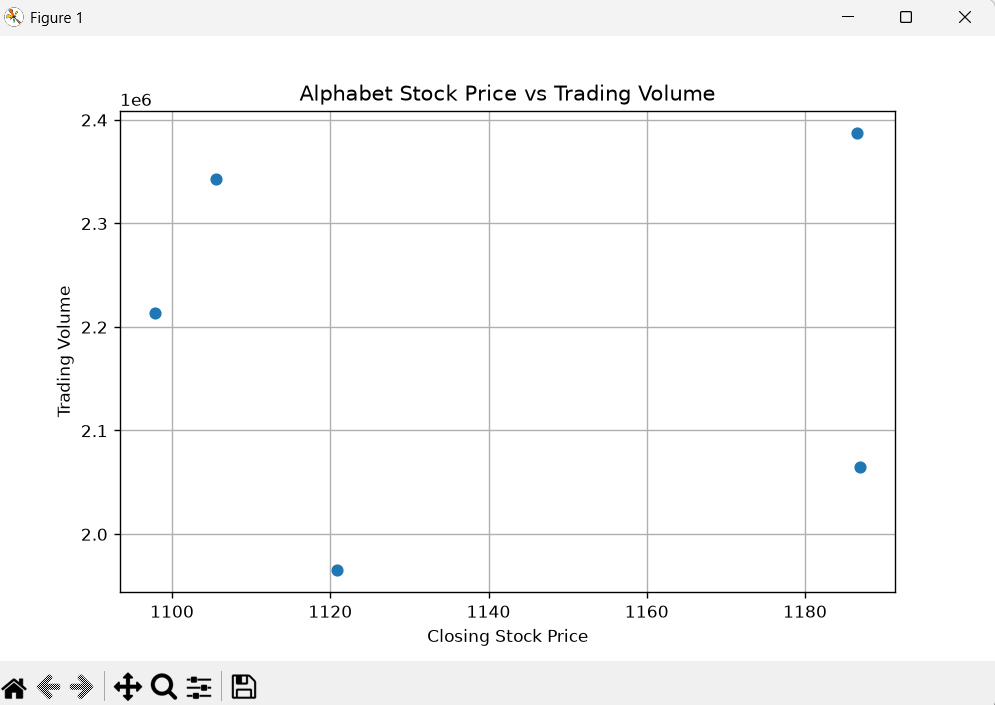 Figure 1
Alphabet Stock Price vs Trading Volume
1e6
2.4
2.3
2.2
2.1
2.0
Trading Volume
1100 1120 1140 1160 1180
Closing Stock Price